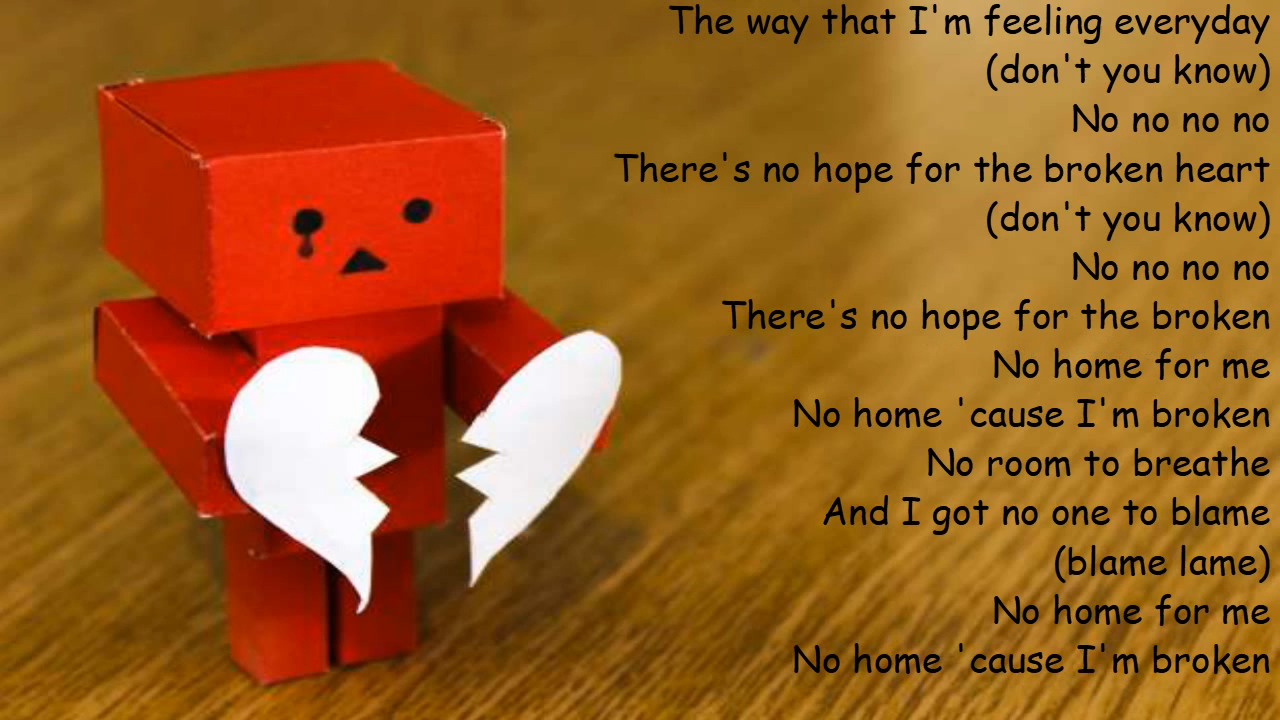 The way that I'm feeling everyday
(don't you know)
No no no no
There's no hope for the broken heart
(don't you know)
No no no no
There's no hope for the broken
No home for me
No home 'cause I'm broken
No room to breathe
And I got no one to blame
(blame lame)
No home for me
No home 'cause I'm broken